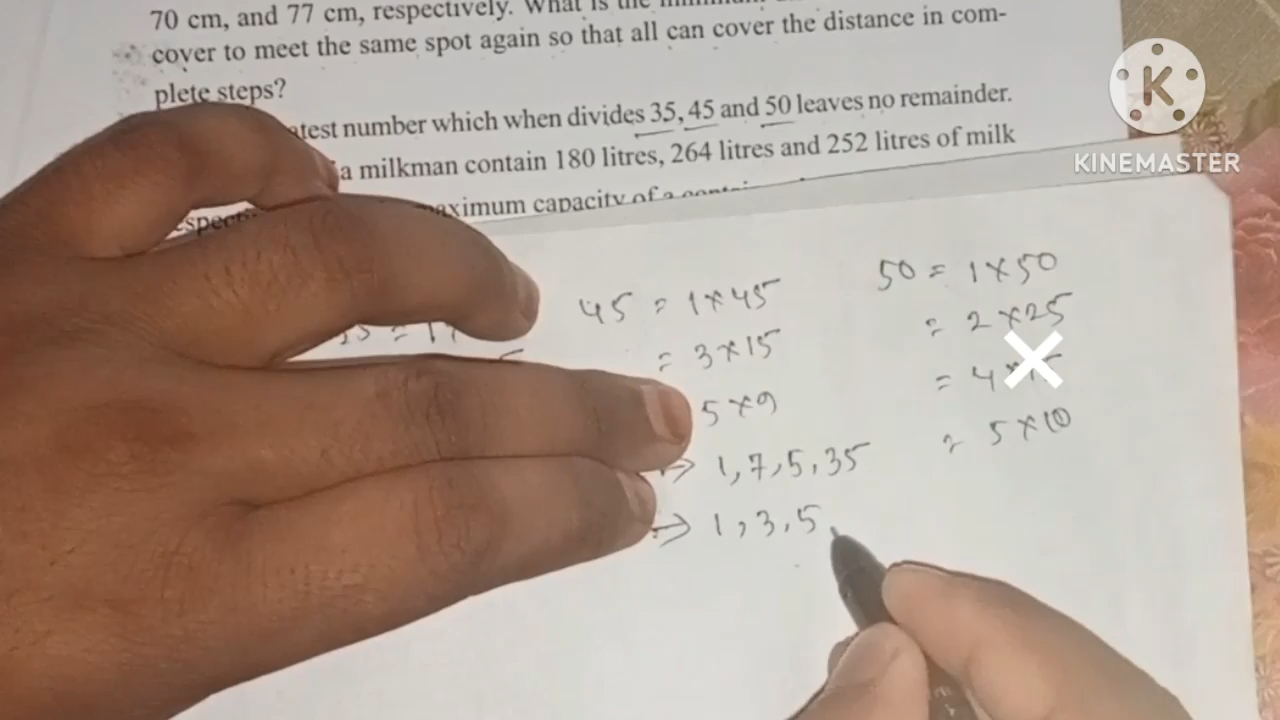 70 cm, and 77 cm, respectively. What is the minimum
cover to meet the same spot again so that all can cover the distance in com-
plete steps?
atest number which when divides 35, 45 and 50 leaves no remainder.
a milkman contain 180 litres, 264 litres and 252 litres of milk
aximum capacity of a
KINEMASTER
45 = 1×45
= 3×15
5×9
50 = 1×50
= 2×25
= 4×
= 5×10
→ 1,7,5,35
→ 1,3,5